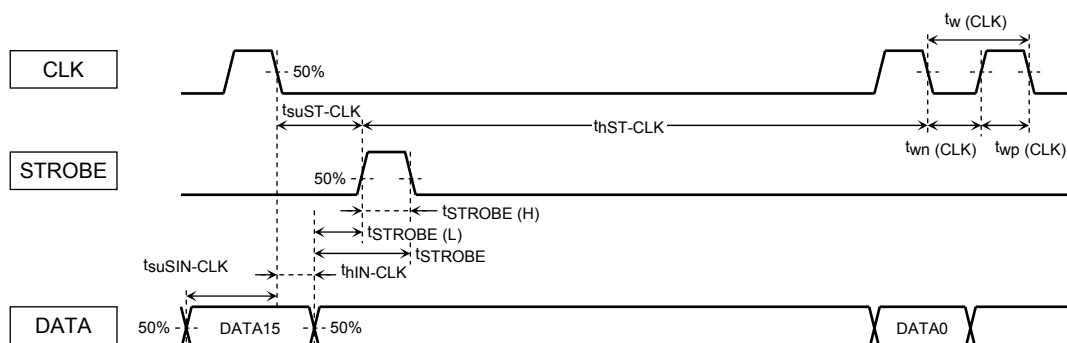 tw (CLK)
CLK
50%
tsuST-CLK
thST-CLK
twn (CLK)
twp (CLK)
STROBE
50%
tSTROBE (H)
tSTROBE (L)
tSTROBE
tsuSIN-CLK
thIN-CLK
DATA
50%
DATA15
50%
DATA0